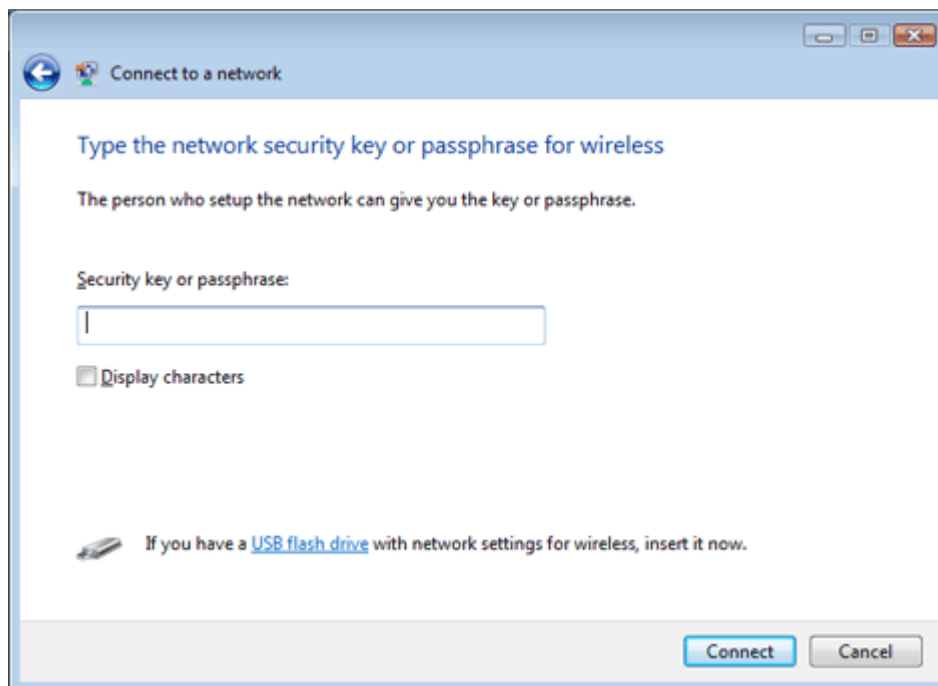 Connect to a network
Type the network security key or passphrase for wireless
The person who setup the network can give you the key or passphrase.
Security key or passphrase:
Display characters
If you have a USB flash drive with network settings for wireless, insert it now.
Connect Cancel